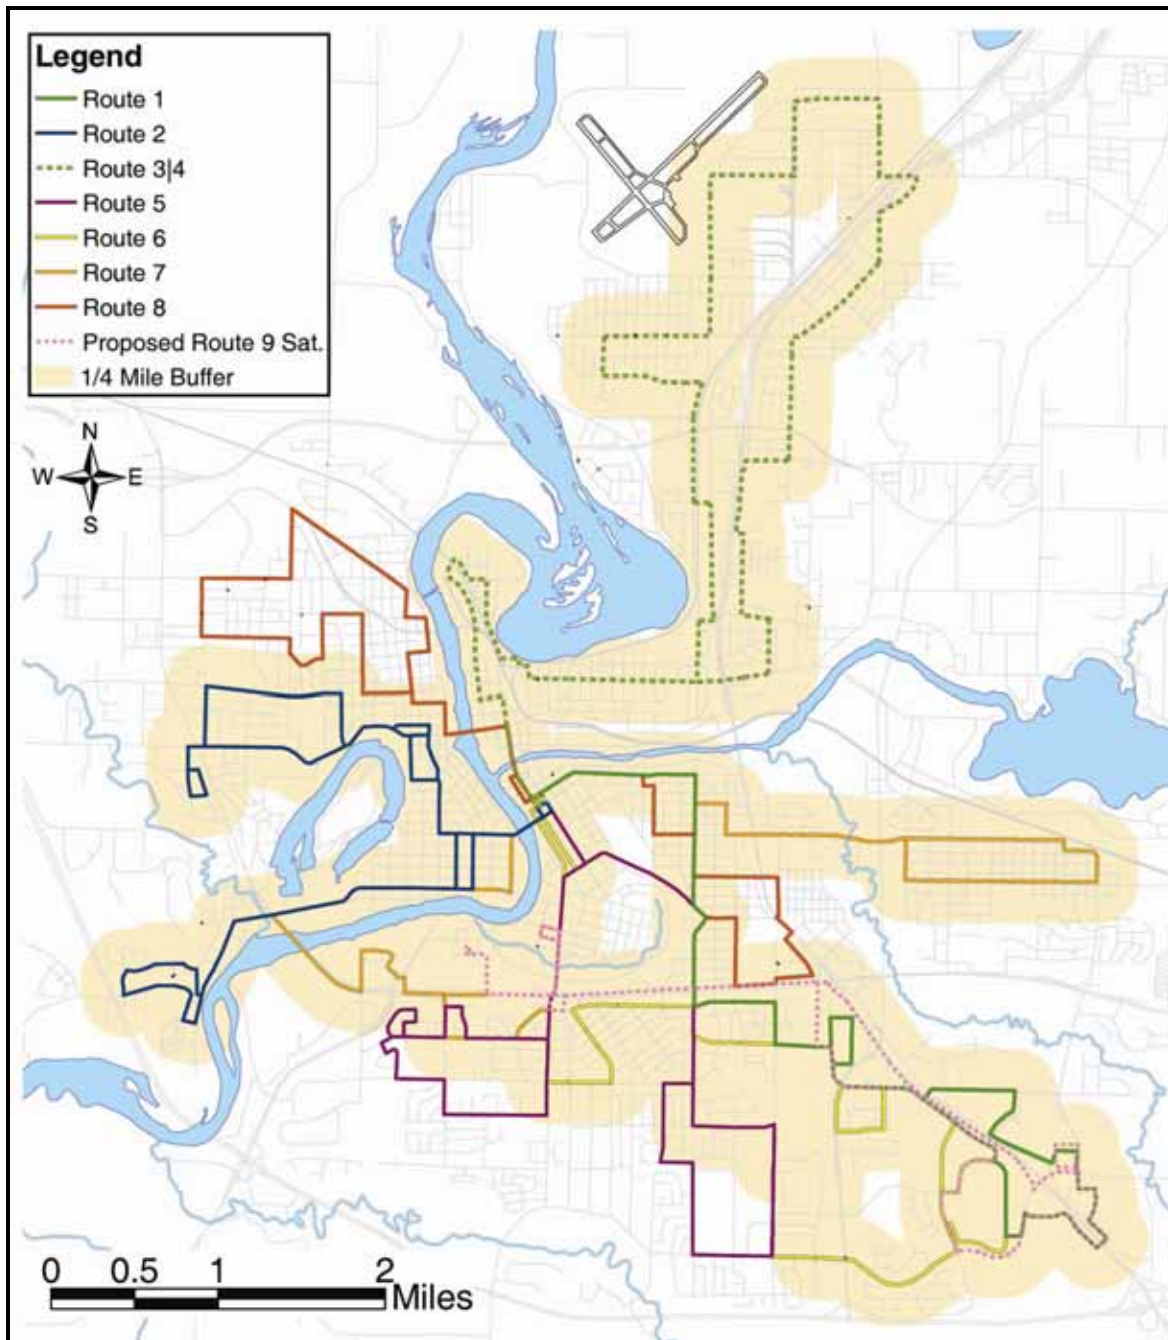 Legend
Route 1
Route 2
Route 3|4
Route 5
Route 6
Route 7
Route 8
Proposed Route 9 Sat.
1/4 Mile Buffer
N
W E
S
0 0.5 1 2
Miles